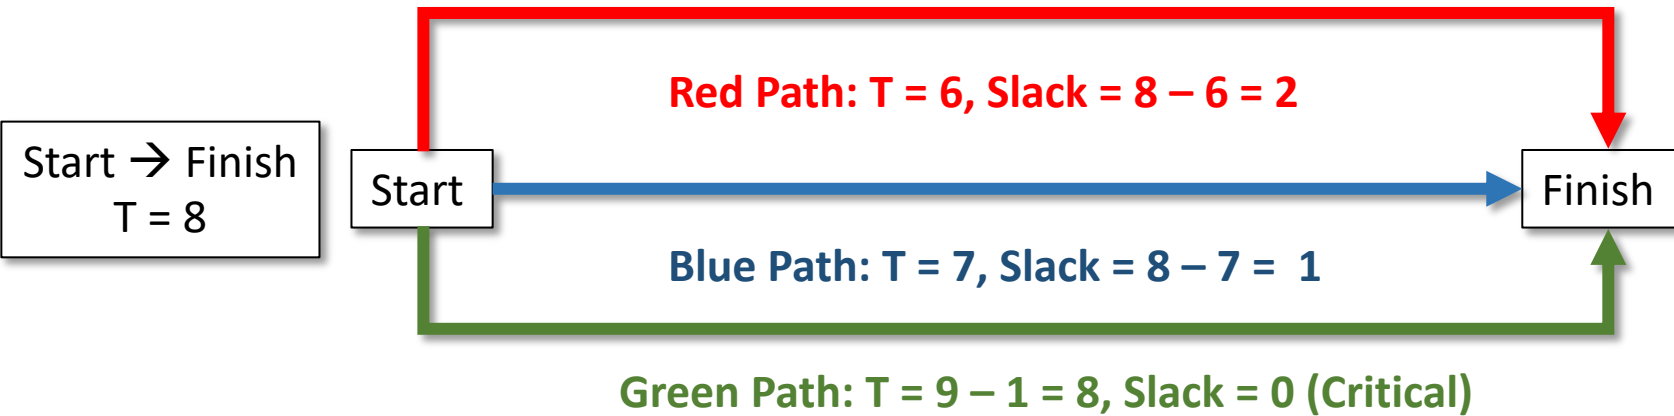 Red Path: T = 6, Slack = 8 – 6 = 2
Start → Finish
T = 8
Start
Finish
Blue Path: T = 7, Slack = 8 – 7 =  1
Green Path: T = 9 – 1 = 8, Slack = 0 (Critical)